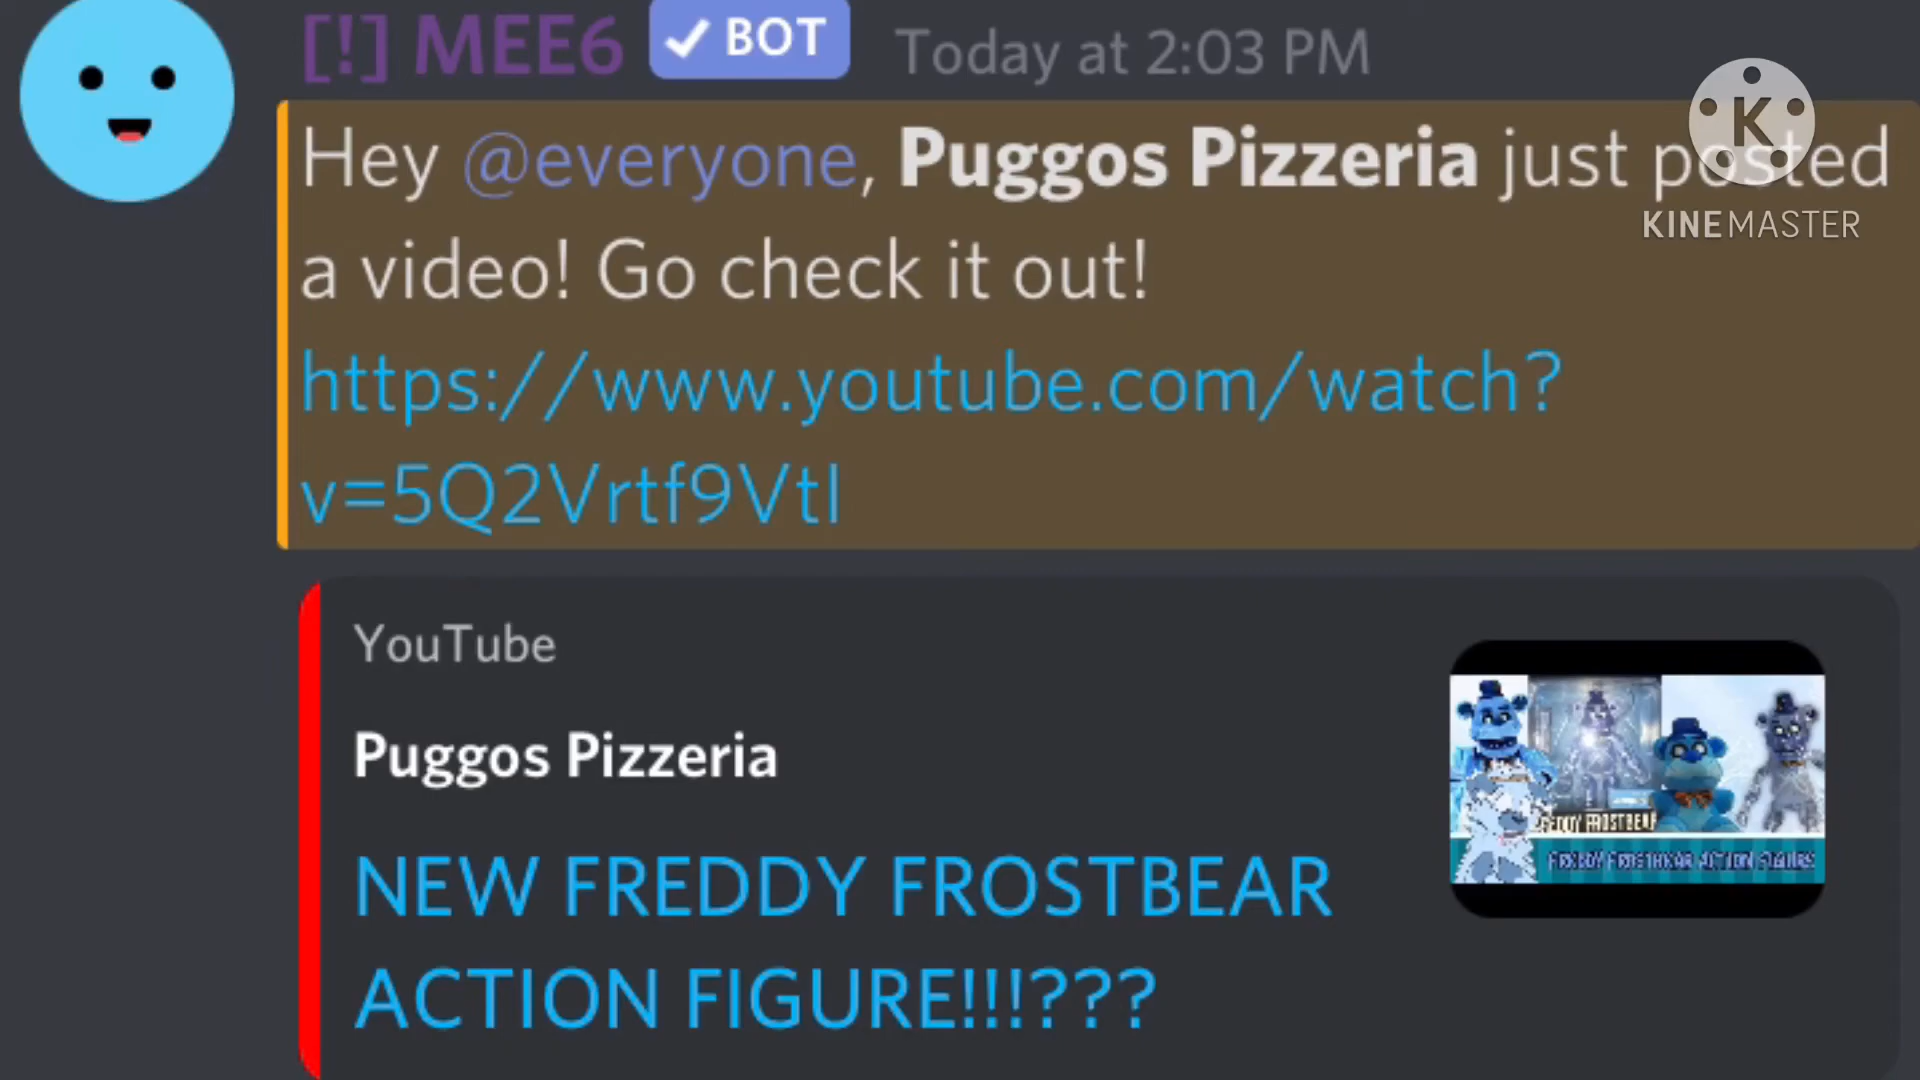 [!] MEE6 ✓ BOT Today at 2:03 PM
Hey @everyone, Puggos Pizzeria just posted
a video! Go check it out!
https://www.youtube.com/watch?
v=5Q2Vrtf9VtI
K
KINEMASTER
YouTube
Puggos Pizzeria
NEW FREDDY FROSTBEAR
ACTION FIGURE!!!???
FREDDY FROSTBEAR
FREDDY FROSTBEAR ACTION FIGURE